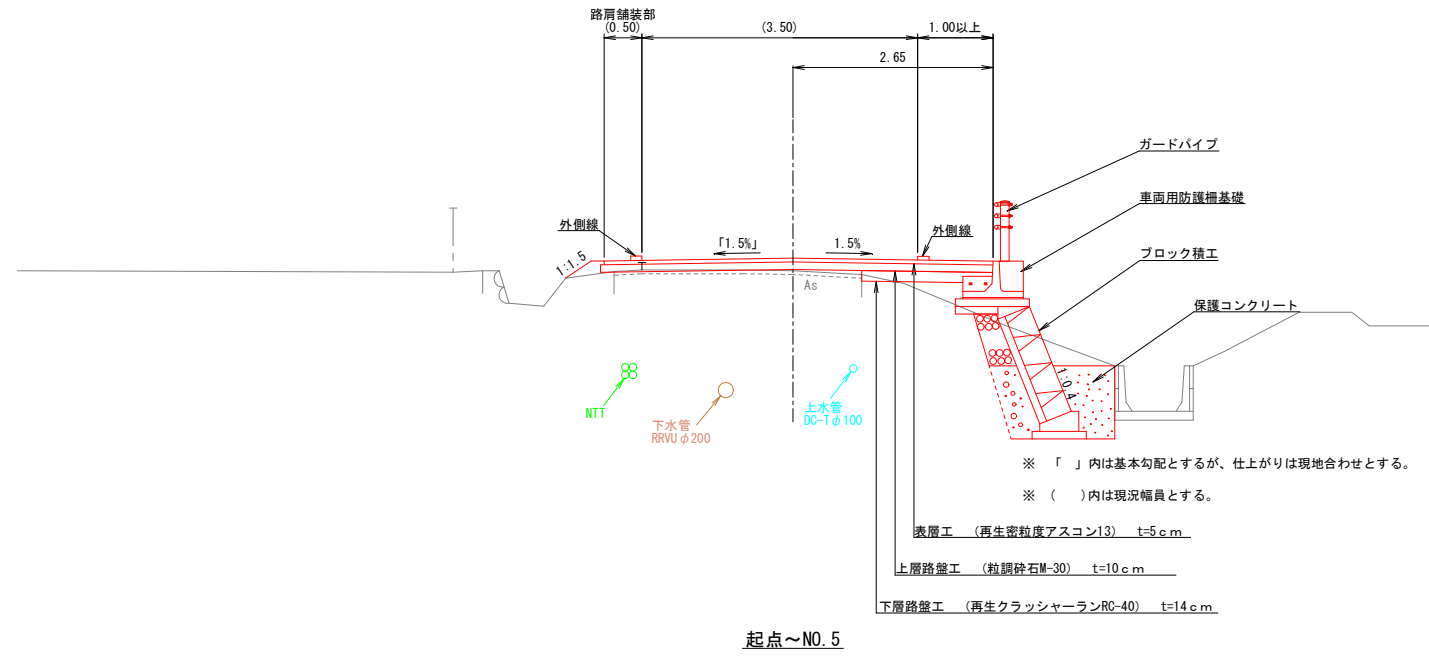 路肩舗装部
(0.50)
(3.50)
1.00以上
2.65
ガードパイプ
車両用防護柵基礎
外側線
「1.5%」
1.5%
外側線
ブロック積工
1:1.5
As
保護コンクリート
1:0.4
NTT
下水管
RRVUφ200
上水管
DC-Tφ100
※　「　」内は基本勾配とするが、仕上がりは現地合わせとする。
※　(　　)内は現況幅員とする。
表層工　(再生密粒度アスコン13)　t=5ｃｍ
上層路盤工　(粒調砕石M-30)　t=10ｃｍ
下層路盤工　(再生クラッシャーランRC-40)　t=14ｃｍ
起点～NO.5